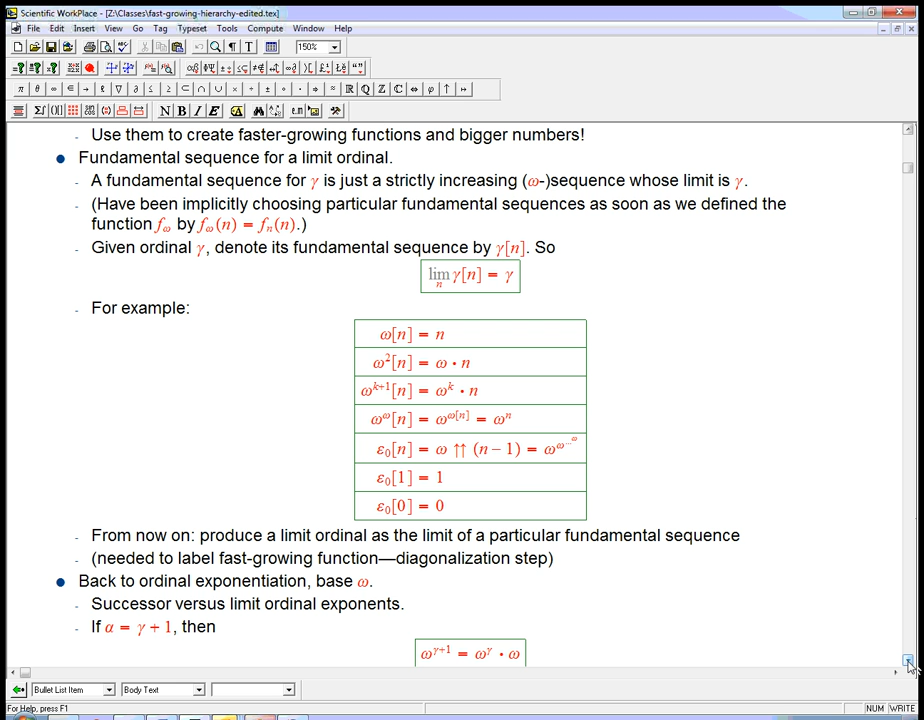 Scientific WorkPlace - [Z:\Classes\fast-growing-hierarchy-edited.tex]
File Edit Insert View Go Tag Typeset Tools Compute Window Help
150%
N B I E
Use them to create faster-growing functions and bigger numbers!
● Fundamental sequence for a limit ordinal.
- A fundamental sequence for γ is just a strictly increasing (ω-)sequence whose limit is γ.
- (Have been implicitly choosing particular fundamental sequences as soon as we defined the
function f_ω by f_ω(n) = f_n(n).)
- Given ordinal γ, denote its fundamental sequence by γ[n]. So
lim_n γ[n] = γ
- For example:
ω[n] = n
ω^2[n] = ω · n
ω^{k+1}[n] = ω^k · n
ω^ω[n] = ω^{ω[n]} = ω^n
ε_0[n] = ω ↑↑ (n − 1) = ω^{ω^{…^ω}}
ε_0[1] = 1
ε_0[0] = 0
- From now on: produce a limit ordinal as the limit of a particular fundamental sequence
- (needed to label fast-growing function—diagonalization step)
● Back to ordinal exponentiation, base ω.
- Successor versus limit ordinal exponents.
- If α = γ + 1, then
ω^{γ+1} = ω^γ · ω
Bullet List Item Body Text
For Help, press F1 NUM WRITE